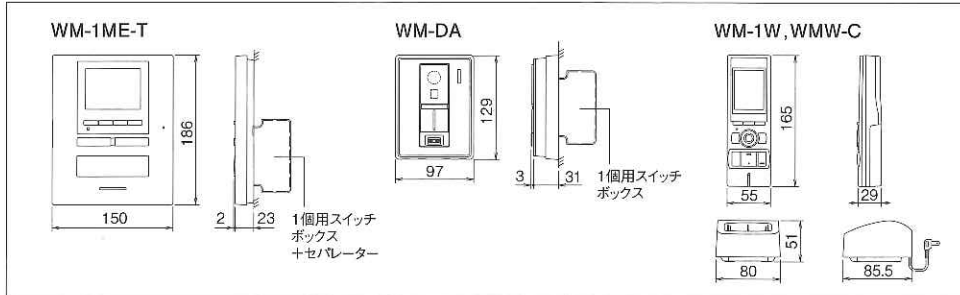 WM-1ME-T
186
150
2
23
1個用スイッチ
ボックス
＋セパレーター
WM-DA
129
97
3
31
1個用スイッチ
ボックス
WM-1W, WMW-C
165
55
29
51
80
85.5